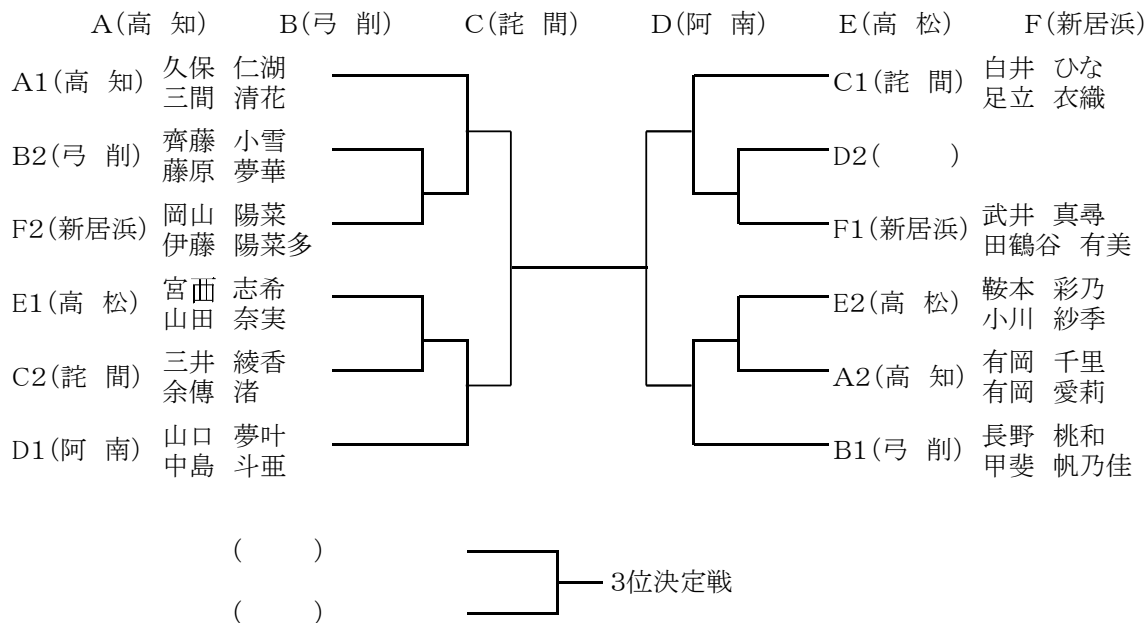 A(高 知) B(弓 削) C(詫 間) D(阿 南) E(高 松) F(新居浜)
A1(高 知) 久保 仁湖
三間 清花
B2(弓 削) 齊藤 小雪
藤原 夢華
F2(新居浜) 岡山 陽菜
伊藤 陽菜多
E1(高 松) 宮𠀋 志希
山田 奈実
C2(詫 間) 三井 綾香
余傳 渚
D1(阿 南) 山口 夢叶
中島 斗亜
C1(詫 間) 白井 ひな
足立 衣織
D2( )
F1(新居浜) 武井 真尋
田鶴谷 有美
E2(高 松) 鞍本 彩乃
小川 紗季
A2(高 知) 有岡 千里
有岡 愛莉
B1(弓 削) 長野 桃和
甲斐 帆乃佳
( )
3位決定戦
( )